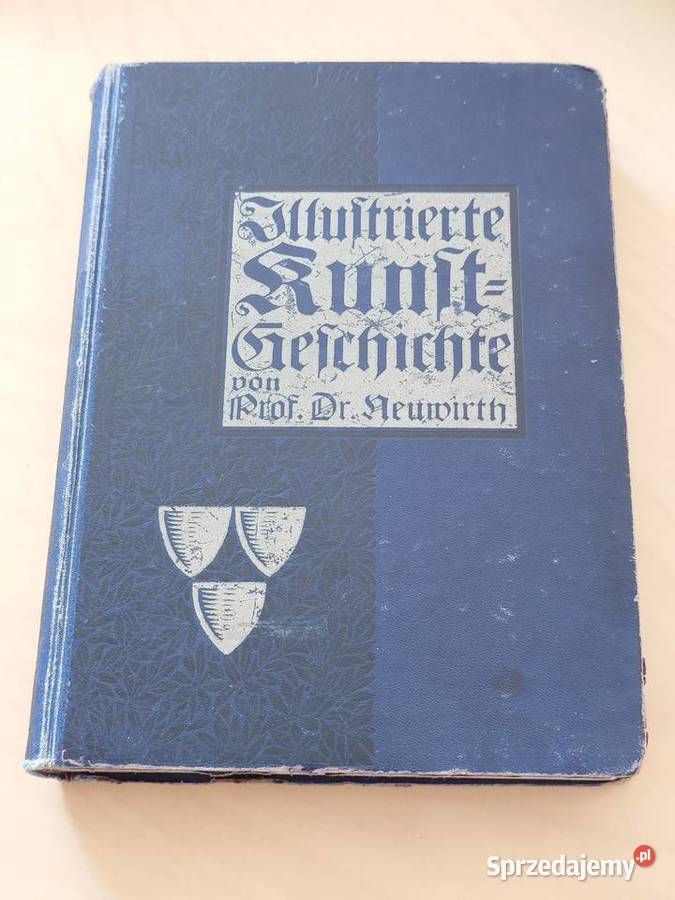 Illuſtrierte
Kunſt=
Geſchichte
von
Prof. Dr. Neuwirth
Sprzedajemy.pl